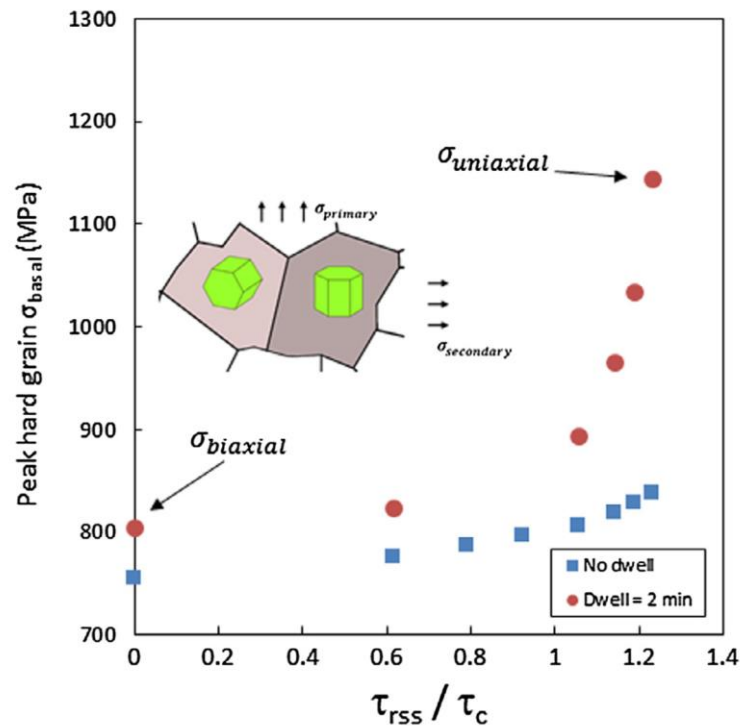 1300
1200
1100
1000
900
800
700
Peak hard grain σbasal (MPa)
σuniaxial
σprimary
σsecondary
σbiaxial
No dwell
Dwell = 2 min
0 0.2 0.4 0.6 0.8 1 1.2 1.4
τrss / τc